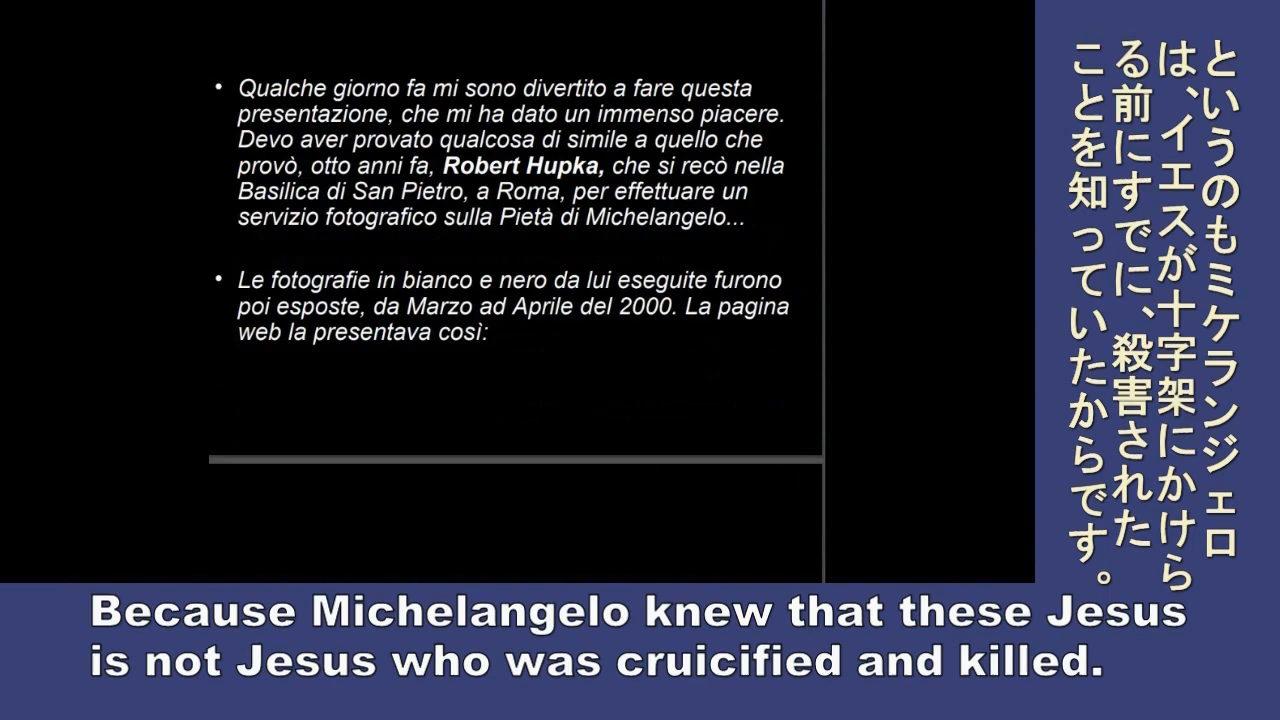 • Qualche giorno fa mi sono divertito a fare questa
presentazione, che mi ha dato un immenso piacere.
Devo aver provato qualcosa di simile a quello che
provò, otto anni fa, Robert Hupka, che si recò nella
Basilica di San Pietro, a Roma, per effettuare un
servizio fotografico sulla Pietà di Michelangelo...
• Le fotografie in bianco e nero da lui eseguite furono
poi esposte, da Marzo ad Aprile del 2000. La pagina
web la presentava così:
というのもミケランジェロ
は、イエスが十字架にかけら
る前にすでに、殺害された
ことを知っていたからです。
Because Michelangelo knew that these Jesus
is not Jesus who was cruicified and killed.